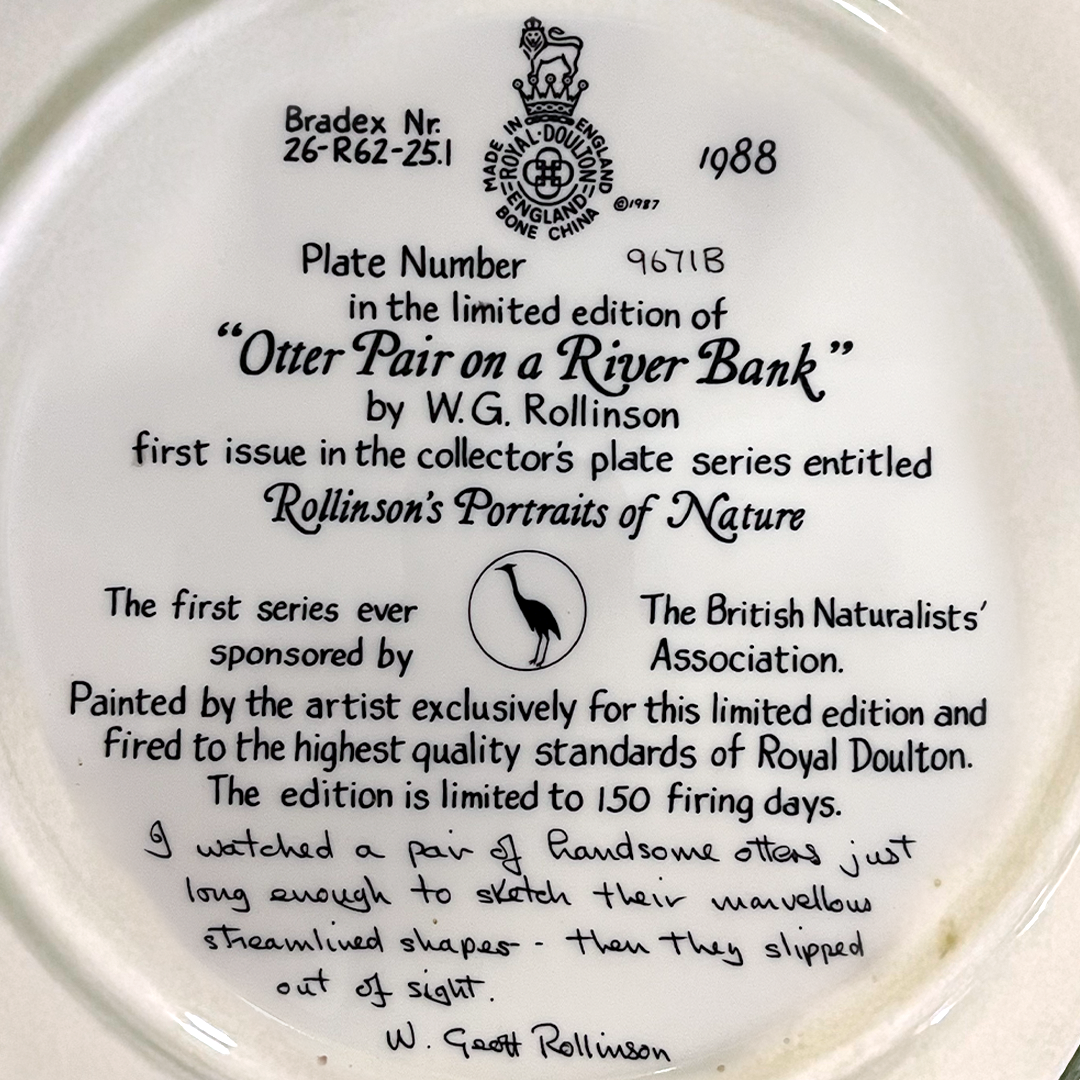 Bradex Nr.
26-R62-25.1
MADE IN ENGLAND
ROYAL·DOULTON
ENGLAND
BONE CHINA
©1987
1988
Plate Number 9671B
in the limited edition of
“Otter Pair on a River Bank”
by W.G. Rollinson
first issue in the collector's plate series entitled
Rollinson's Portraits of Nature
The first series ever
sponsored by
The British Naturalists'
Association.
Painted by the artist exclusively for this limited edition and
fired to the highest quality standards of Royal Doulton.
The edition is limited to 150 firing days.
I watched a pair of handsome otters just
long enough to sketch their marvellous
streamlined shapes - then they slipped
out of sight.
W. Geoff Rollinson